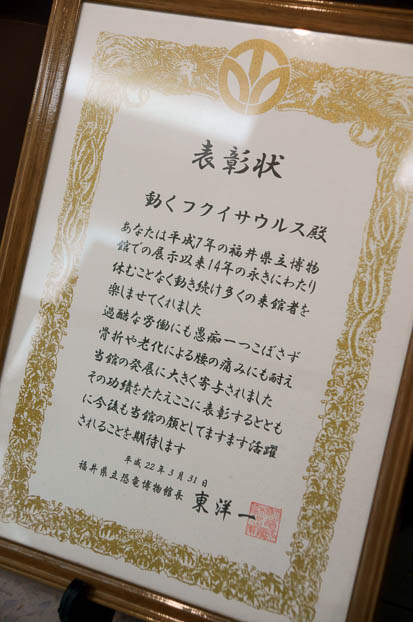 表彰状
動くフクイサウルス殿
あなたは平成7年の福井県立博物
館での展示以来14年の永きにわたり
休むことなく動き続け多くの来館者を
楽しませてくれました
過酷な労働にも愚痴一つこぼさず
骨折や老化による腰の痛みにも耐え
当館の発展に大きく寄与されました
その功績をたたえここに表彰するととも
に今後も当館の顔としてますます活躍
されることを期待します
平成22年3月31日
福井県立恐竜博物館長 東洋一